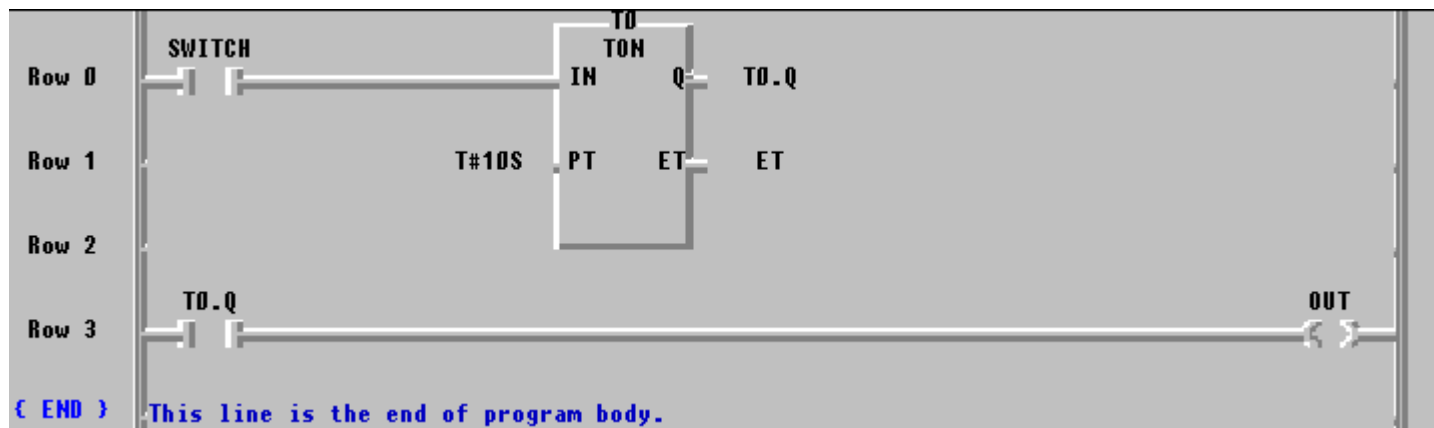 T0
SWITCH TON
Row 0 IN Q T0.Q
Row 1 T#10S PT ET ET
Row 2
T0.Q OUT
Row 3
{ END } This line is the end of program body.